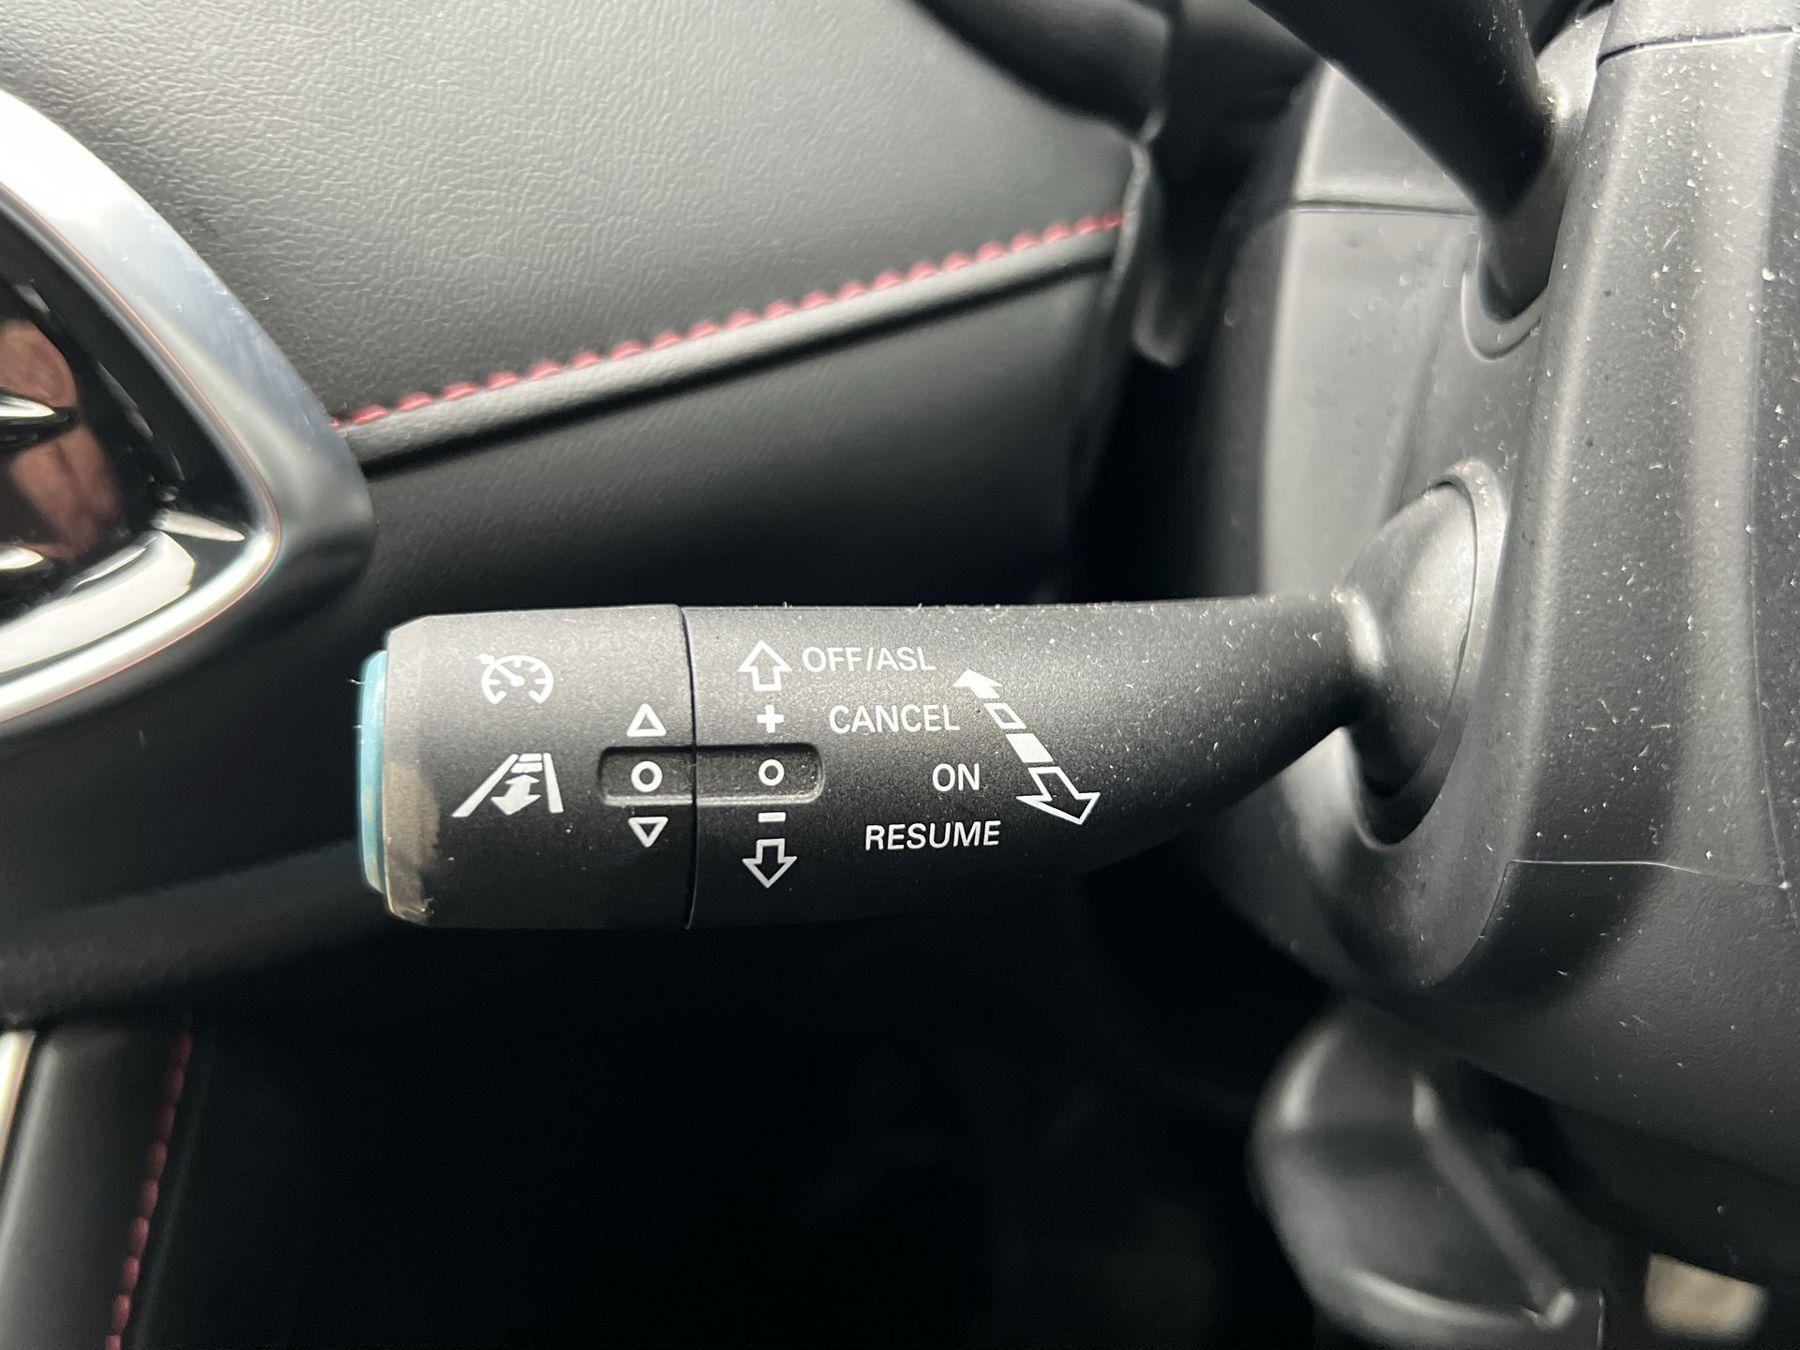 OFF/ASL
+ CANCEL
ON
− RESUME